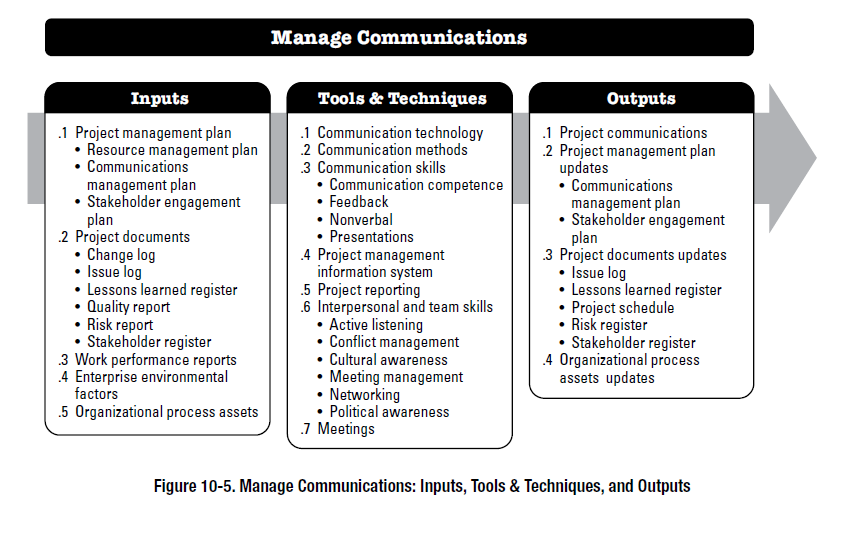 Manage Communications
Inputs
.1 Project management plan
• Resource management plan
• Communications
management plan
• Stakeholder engagement
plan
.2 Project documents
• Change log
• Issue log
• Lessons learned register
• Quality report
• Risk report
• Stakeholder register
.3 Work performance reports
.4 Enterprise environmental
factors
.5 Organizational process assets
Tools & Techniques
.1 Communication technology
.2 Communication methods
.3 Communication skills
• Communication competence
• Feedback
• Nonverbal
• Presentations
.4 Project management
information system
.5 Project reporting
.6 Interpersonal and team skills
• Active listening
• Conflict management
• Cultural awareness
• Meeting management
• Networking
• Political awareness
.7 Meetings
Outputs
.1 Project communications
.2 Project management plan
updates
• Communications
management plan
• Stakeholder engagement
plan
.3 Project documents updates
• Issue log
• Lessons learned register
• Project schedule
• Risk register
• Stakeholder register
.4 Organizational process
assets updates
Figure 10-5. Manage Communications: Inputs, Tools & Techniques, and Outputs